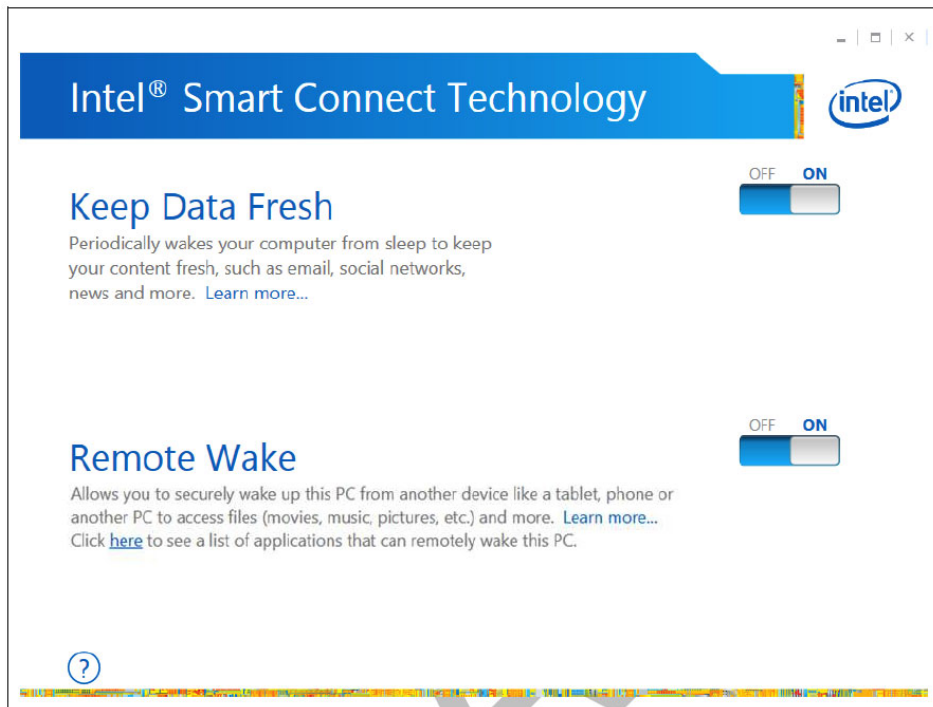 Intel® Smart Connect Technology
intel
OFF ON
Keep Data Fresh
Periodically wakes your computer from sleep to keep
your content fresh, such as email, social networks,
news and more. Learn more...
OFF ON
Remote Wake
Allows you to securely wake up this PC from another device like a tablet, phone or
another PC to access files (movies, music, pictures, etc.) and more. Learn more...
Click here to see a list of applications that can remotely wake this PC.
?